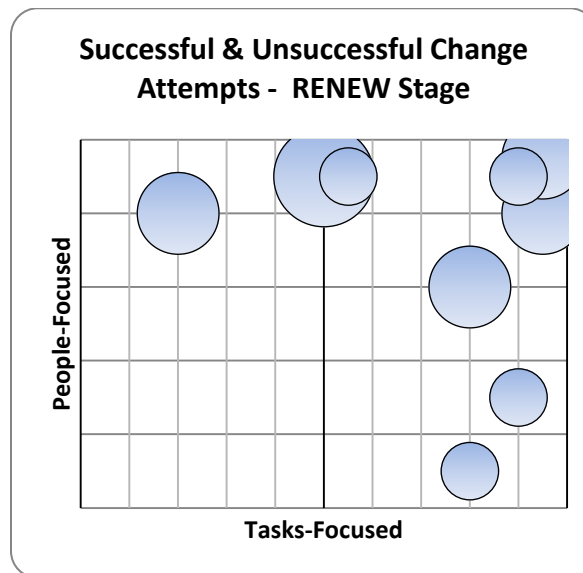 Successful & Unsuccessful Change
Attempts - RENEW Stage
People-Focused
Tasks-Focused